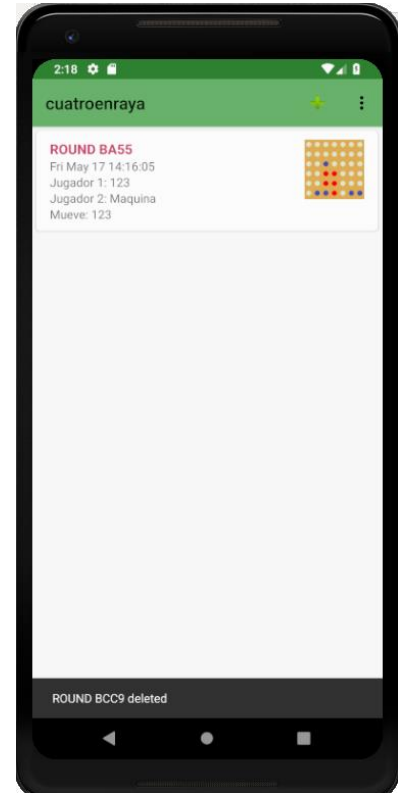 2:18
cuatroenraya
ROUND BA55
Fri May 17 14:16:05
Jugador 1: 123
Jugador 2: Maquina
Mueve: 123
ROUND BCC9 deleted